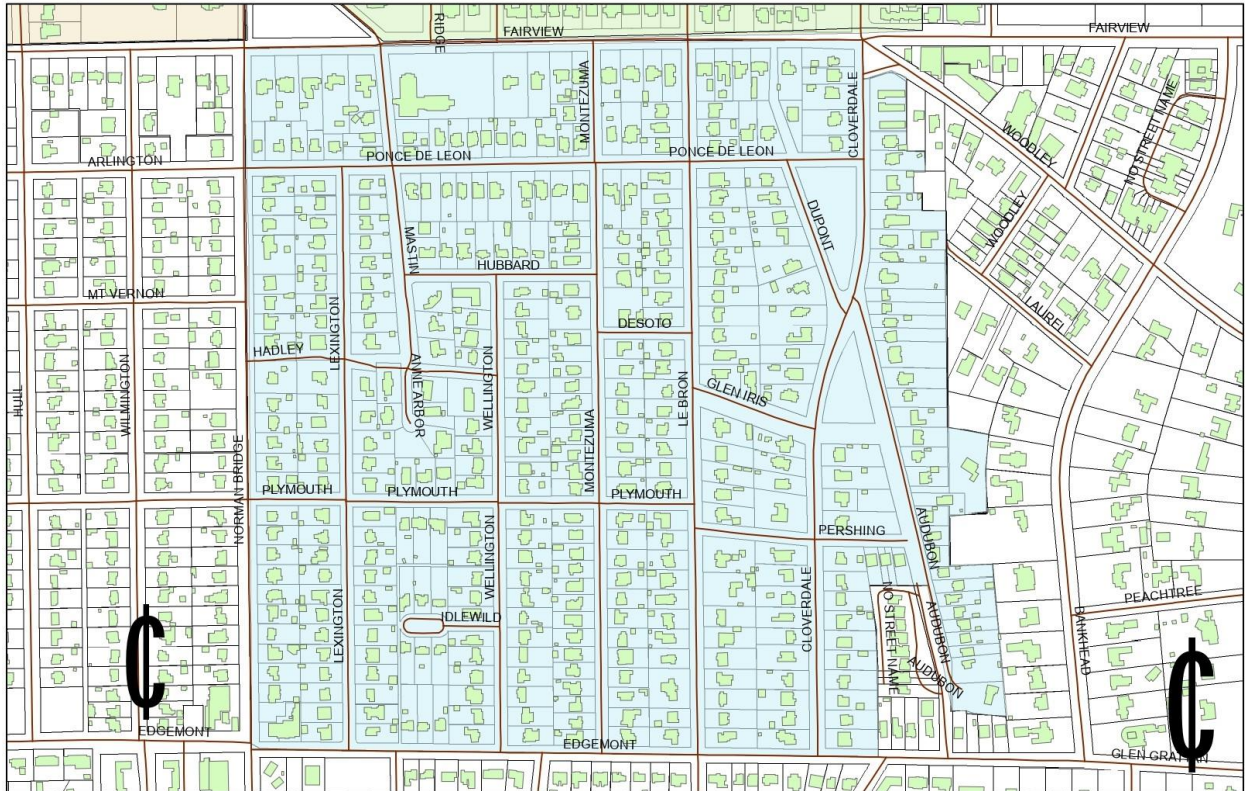 RIDGE
FAIRVIEW
FAIRVIEW
MONTEZUMA
CLOVERDALE
WOODLEY
NO STREET NAME
ARLINGTON
PONCE DE LEON
PONCE DE LEON
WOODLEY
DUPONT
MASTIN
HUBBARD
MT VERNON
LAUREL
LEXINGTON
DESOTO
HADLEY
WILMINGTON
HULL
ANNE ARBOR
WELLINGTON
LE BRON
GLEN IRIS
NORMAN BRIDGE
MONTEZUMA
PLYMOUTH
PLYMOUTH
PLYMOUTH
PERSHING
AUDUBON
WELLINGTON
CLOVERDALE
NO STREET NAME
AUDUBON
PEACHTREE
IDLEWILD
LEXINGTON
BANKHEAD
AUDUBON
¢
¢
EDGEMONT
EDGEMONT
GLEN GRATTAN